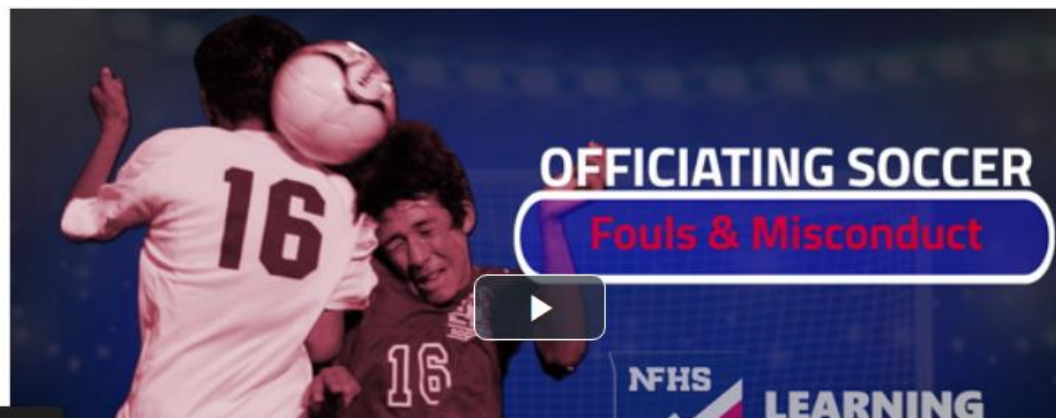 16
16
OFFICIATING SOCCER
Fouls & Misconduct
NFHS
LEARNING